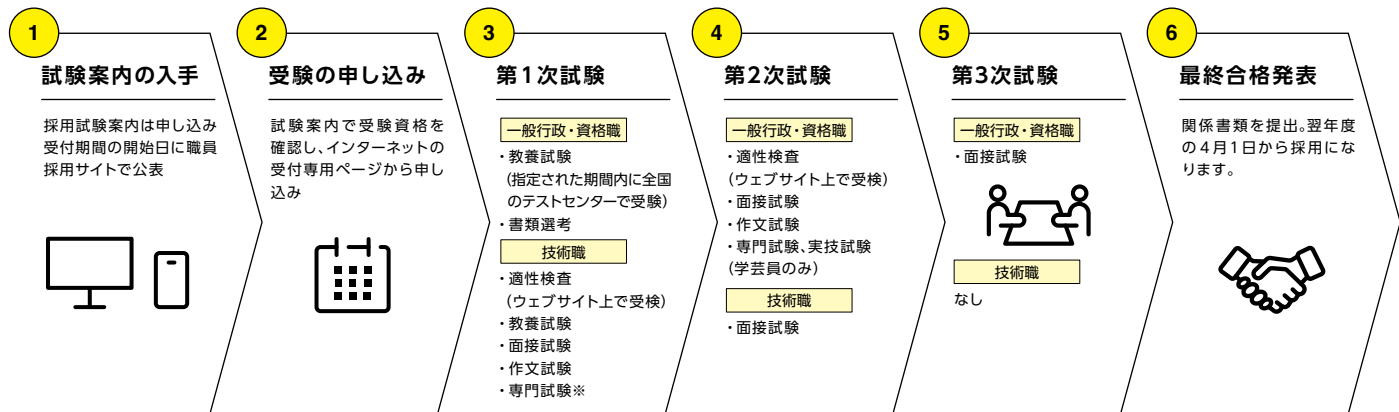 1
試験案内の入手
採用試験案内は申し込み
受付期間の開始日に職員
採用サイトで公表
2
受験の申し込み
試験案内で受験資格を
確認し、インターネットの
受付専用ページから申し
込み
3
第1次試験
一般行政・資格職
・教養試験
(指定された期間内に全国
のテストセンターで受験)
・書類選考
技術職
・適性検査
(ウェブサイト上で受検)
・教養試験
・面接試験
・作文試験
・専門試験※
4
第2次試験
一般行政・資格職
・適性検査
(ウェブサイト上で受検)
・面接試験
・作文試験
・専門試験、実技試験
(学芸員のみ)
技術職
・面接試験
5
第3次試験
一般行政・資格職
・面接試験
技術職
なし
6
最終合格発表
関係書類を提出。翌年度
の4月1日から採用にな
ります。